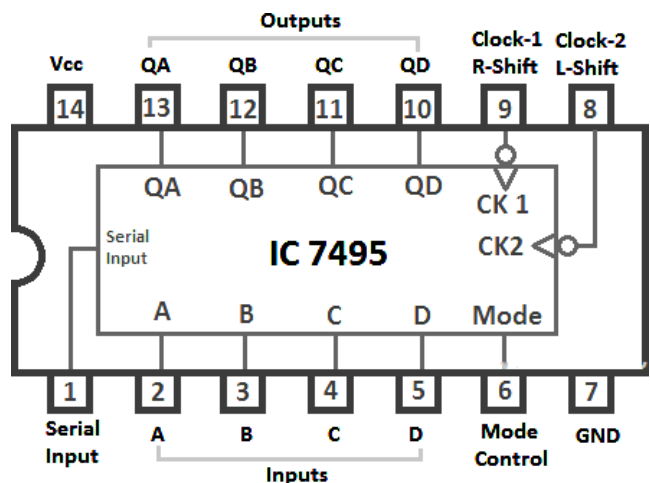 Outputs
Vcc QA QB QC QD Clock-1 Clock-2
R-Shift L-Shift
14 13 12 11 10 9 8
QA QB QC QD
CK 1
Serial
Input
IC 7495
CK2
A B C D Mode
1 2 3 4 5 6 7
Serial
Input
A B C D
Mode
Control
GND
Inputs